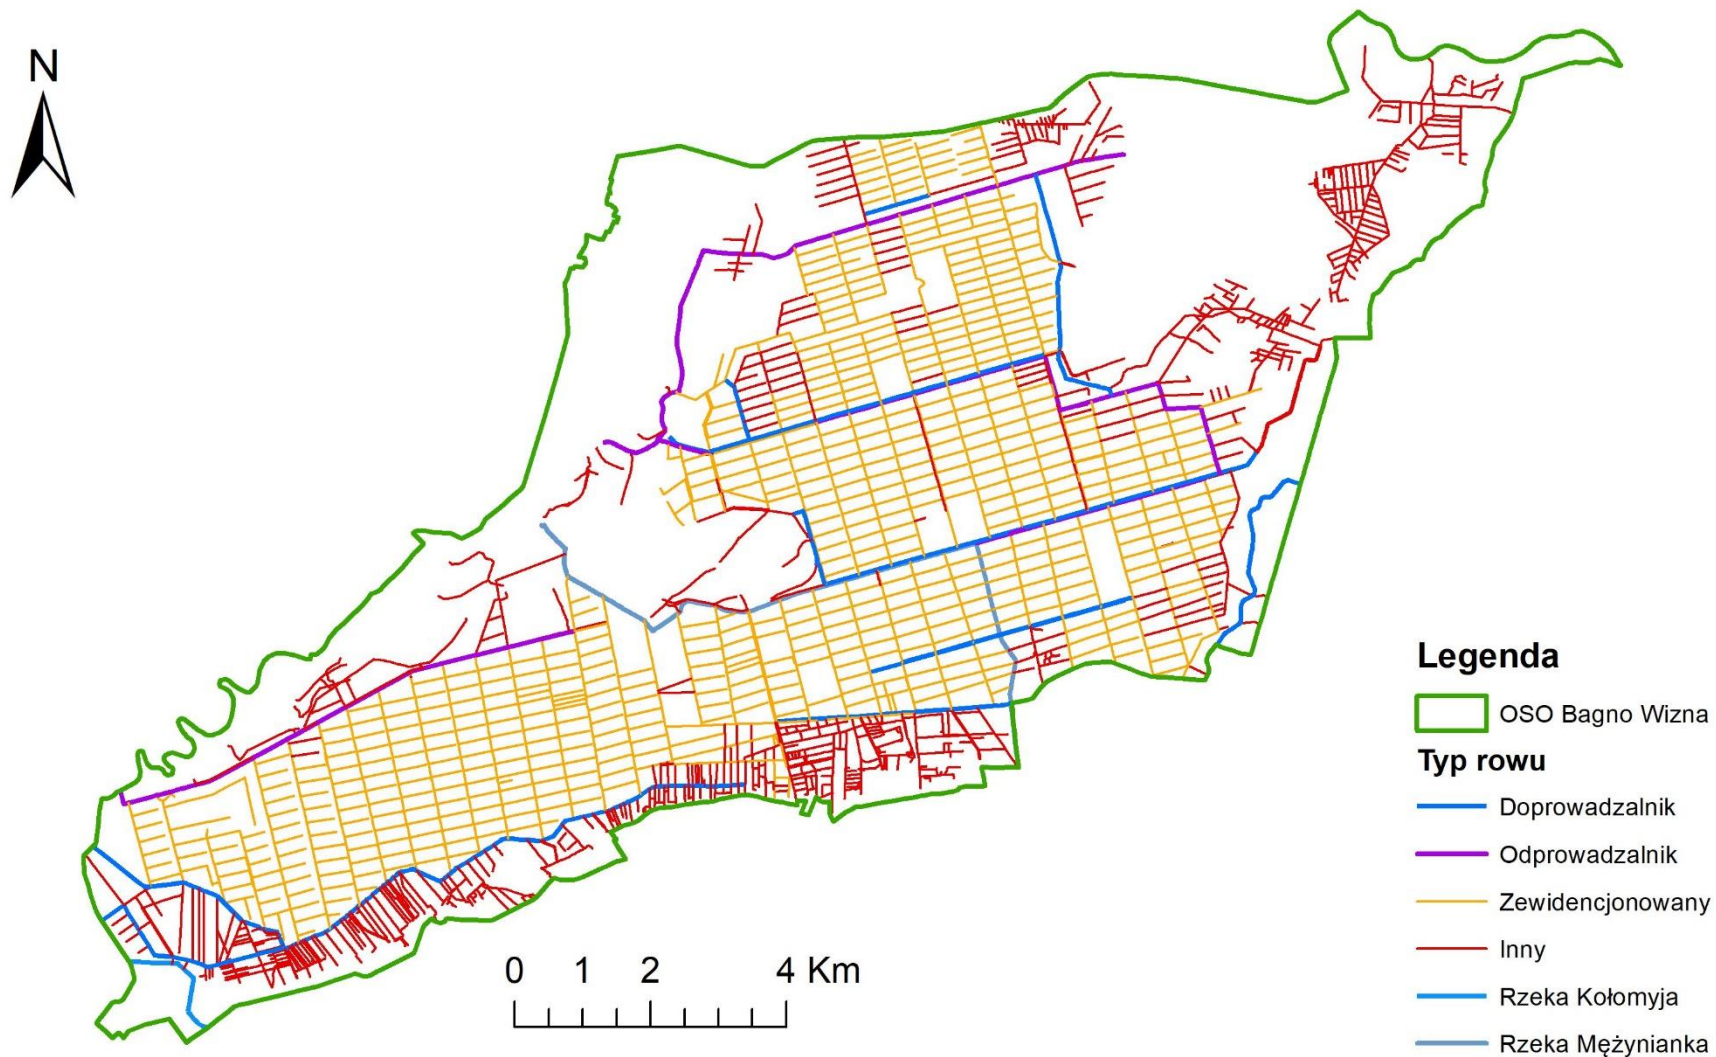 N
0 1 2 4 Km
Legenda
OSO Bagno Wizna
Typ rowu
Doprowadzalnik
Odprowadzalnik
Zewidencjonowany
Inny
Rzeka Kołomyja
Rzeka Mężynianka